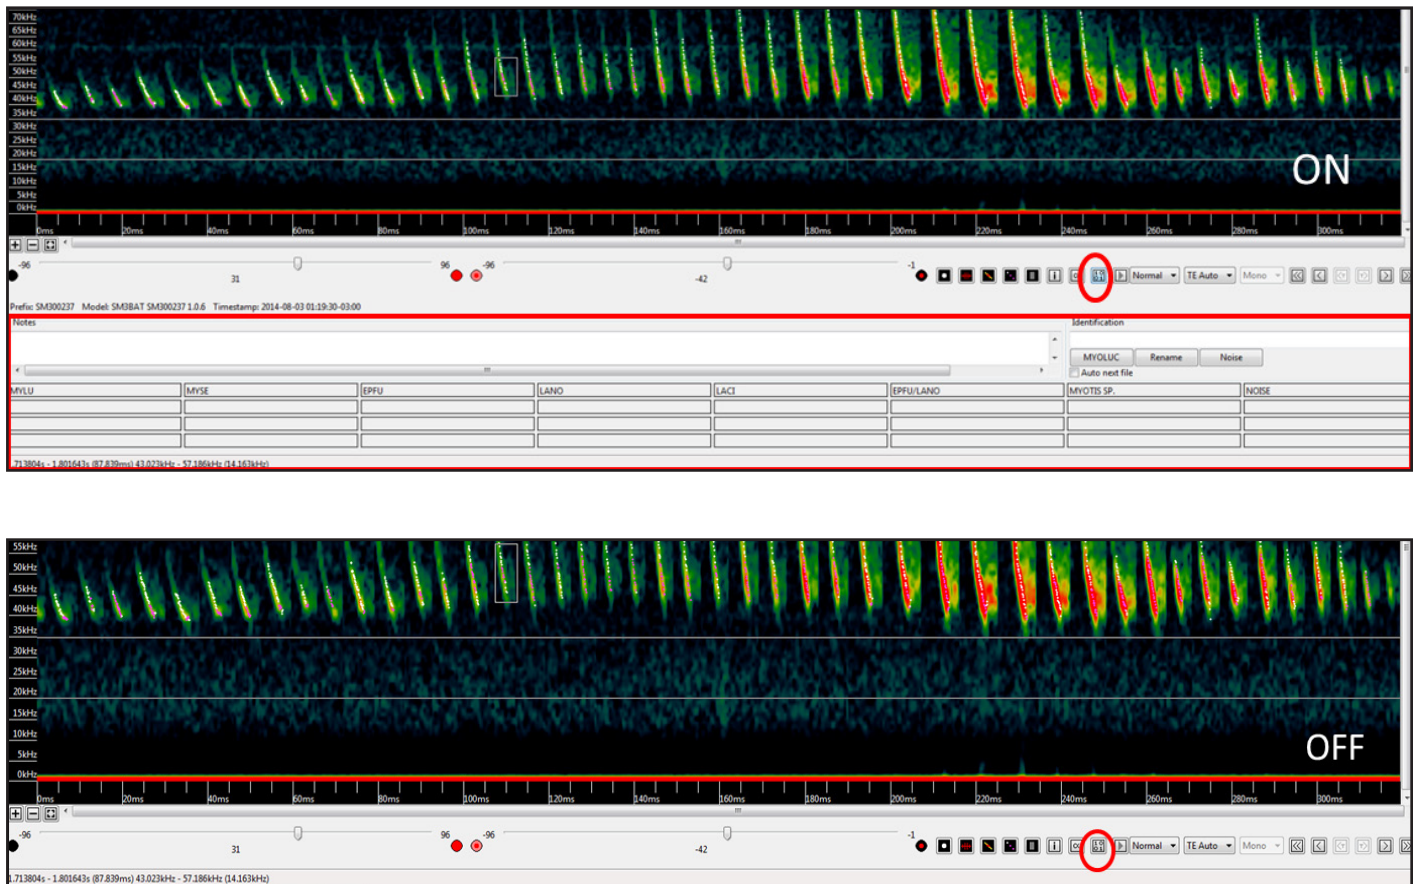 70kHz
65kHz
60kHz
55kHz
50kHz
45kHz
40kHz
35kHz
30kHz
25kHz
20kHz
15kHz
10kHz
5kHz
0kHz
ON
0ms 20ms 40ms 60ms 80ms 100ms 120ms 140ms 160ms 180ms 200ms 220ms 240ms 260ms 280ms 300ms
-96 96 -96 -1
31 -42
Normal TE Auto Mono
Prefix: SM300237 Model: SM3BAT SM300237 1.0.6 Timestamp: 2014-08-03 01:19:30-03:00
Notes Identification
MYOLUC Rename Noise
Auto next file
MYLU MYSE EPFU LANO LACI EPFU/LANO MYOTIS SP. NOISE
.713804s - 1.801643s (87.839ms) 43.023kHz - 57.186kHz (14.163kHz)
55kHz
50kHz
45kHz
40kHz
35kHz
30kHz
25kHz
20kHz
15kHz
10kHz
5kHz
0kHz
OFF
0ms 20ms 40ms 60ms 80ms 100ms 120ms 140ms 160ms 180ms 200ms 220ms 240ms 260ms 280ms 300ms
-96 96 -96 -1
31 -42
Normal TE Auto Mono
1.713804s - 1.801643s (87.839ms) 43.023kHz - 57.186kHz (14.163kHz)